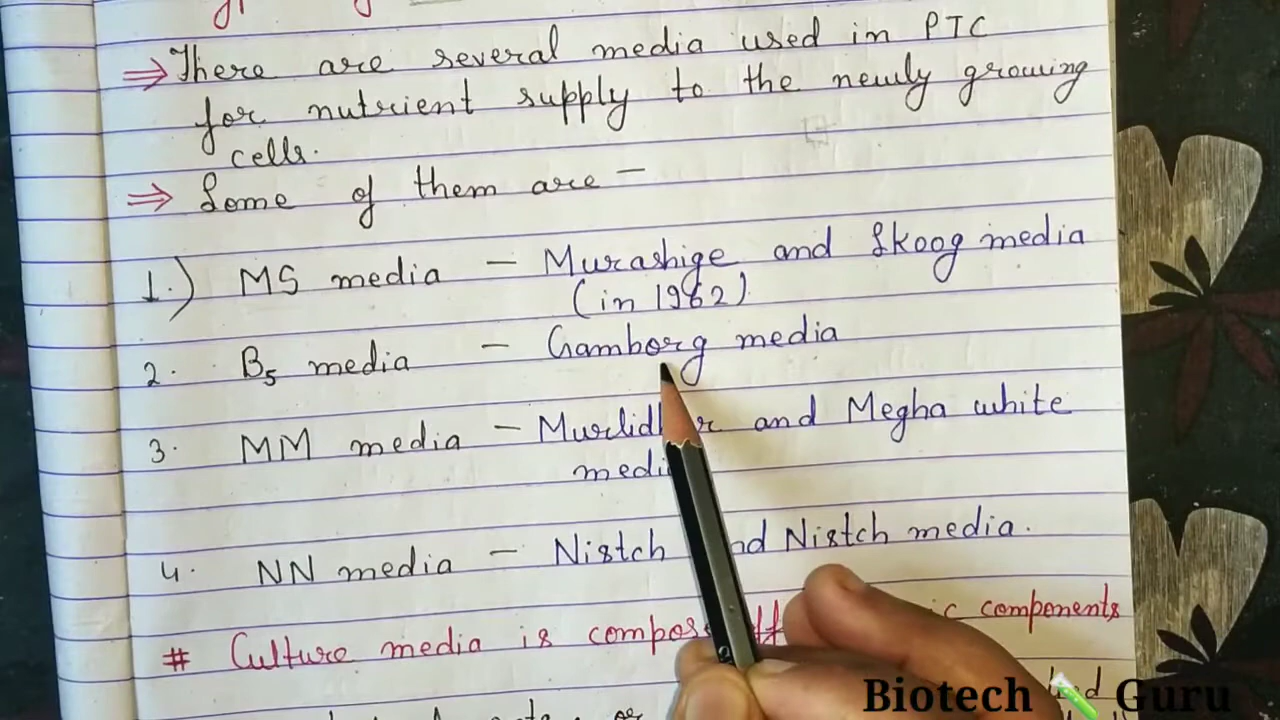 ⇒ There are several media used in PTC
for nutrient supply to the newly growing
cells.
⇒ Some of them are —
1.) MS media — Murashige and Skoog media
(in 1962)
2. B5 media — Gamborg media
3. MM media — and Megha white
4. NN media — Nistch Nistch media.
# Culture media is components
Biotech Guru